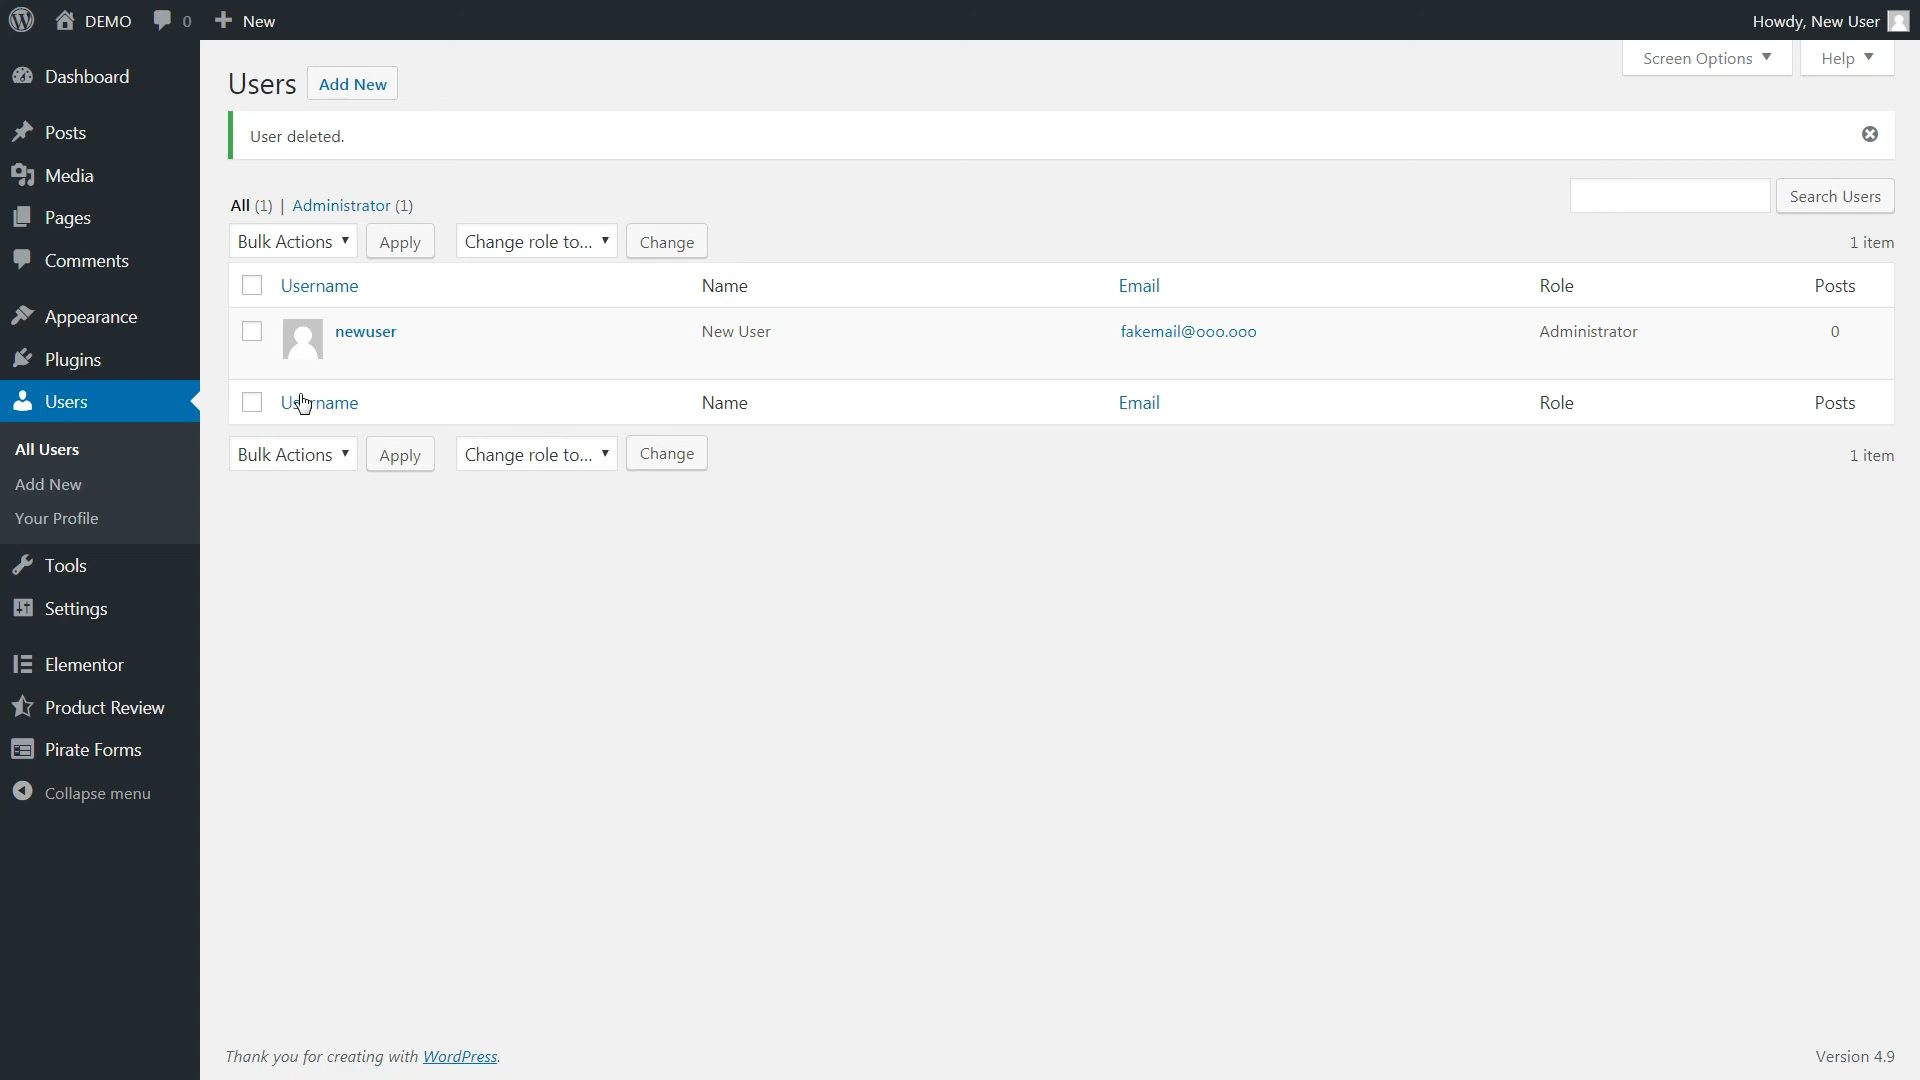 DEMO 0 New Howdy, New User
Dashboard
Posts
Media
Pages
Comments
Appearance
Plugins
Users
All Users
Add New
Your Profile
Tools
Settings
Elementor
Product Review
Pirate Forms
Collapse menu
Screen Options Help
Users Add New
User deleted.
All (1) | Administrator (1)
Search Users
Bulk Actions Apply Change role to... Change 1 item
Username Name Email Role Posts
newuser New User fakemail@ooo.ooo Administrator 0
Username Name Email Role Posts
Bulk Actions Apply Change role to... Change 1 item
Thank you for creating with WordPress. Version 4.9